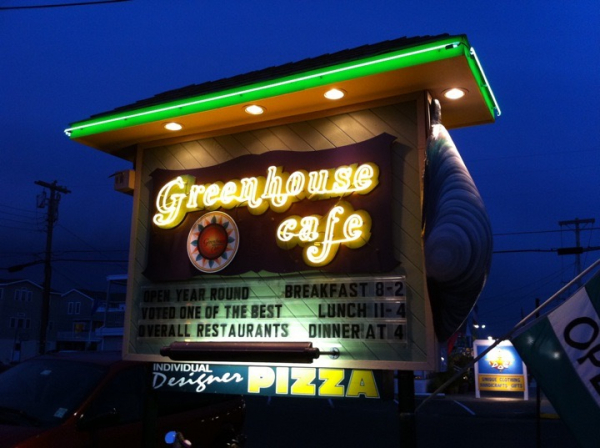 Greenhouse
cafe
OPEN YEAR ROUND BREAKFAST 8-2
VOTED ONE OF THE BEST LUNCH 11-4
OVERALL RESTAURANTS DINNER AT 4
INDIVIDUAL
Designer PIZZA
OPE